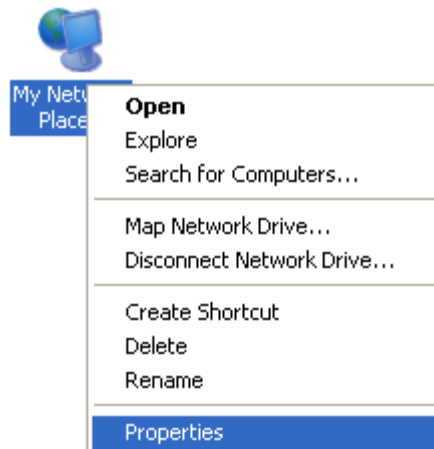 My Netw
Place
Open
Explore
Search for Computers...
Map Network Drive...
Disconnect Network Drive...
Create Shortcut
Delete
Rename
Properties